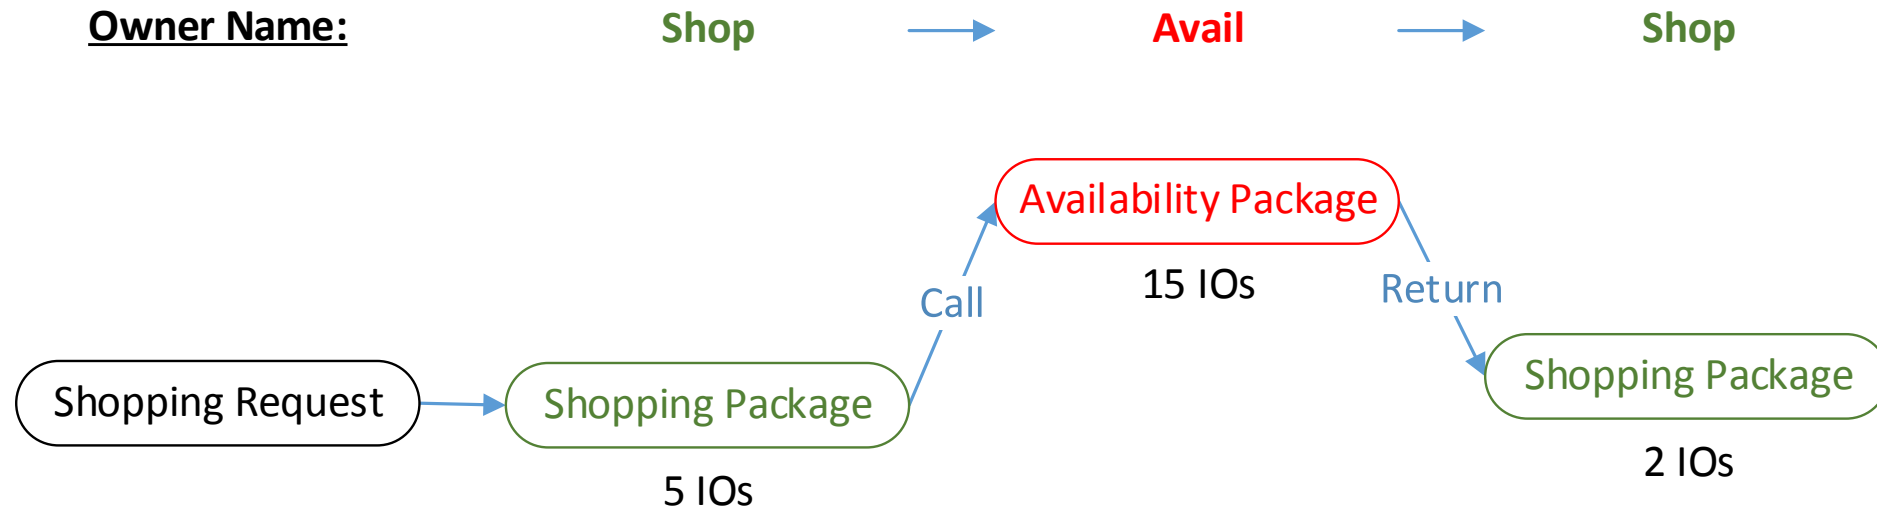 Owner Name: Shop Avail Shop
Availability Package
15 IOs
Call
Return
Shopping Request
Shopping Package
5 IOs
Shopping Package
2 IOs